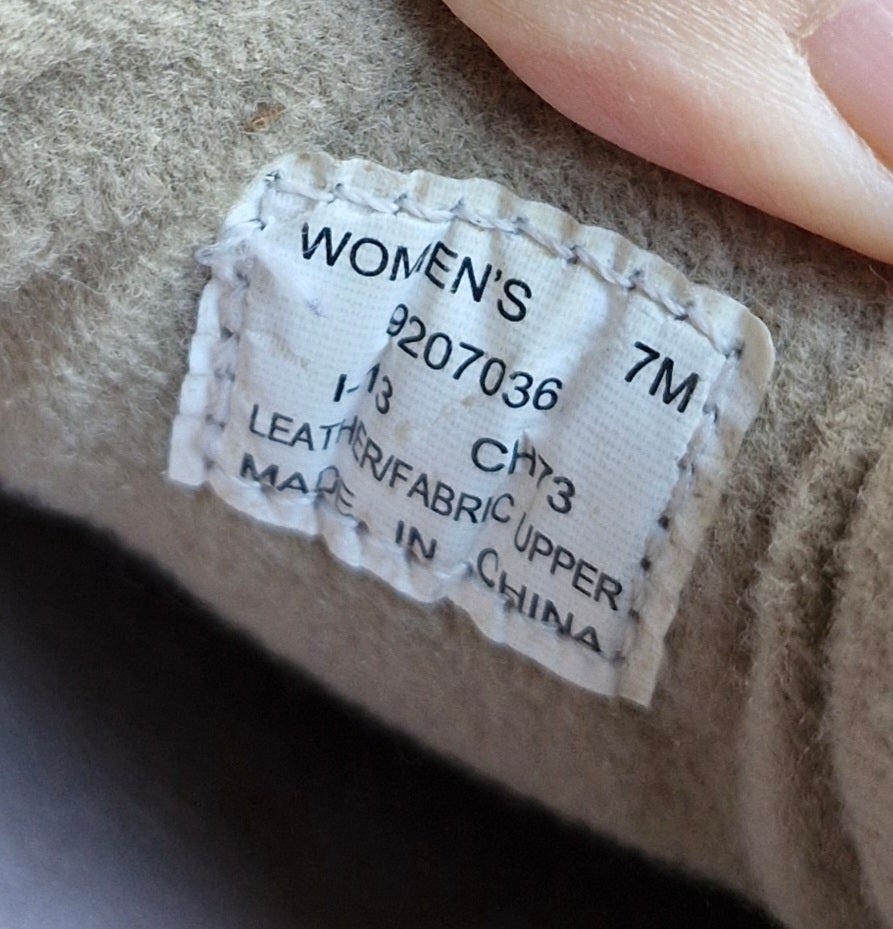 WOMEN'S
9207036 7M
I-13 CH73
LEATHER/FABRIC UPPER
MADE IN CHINA